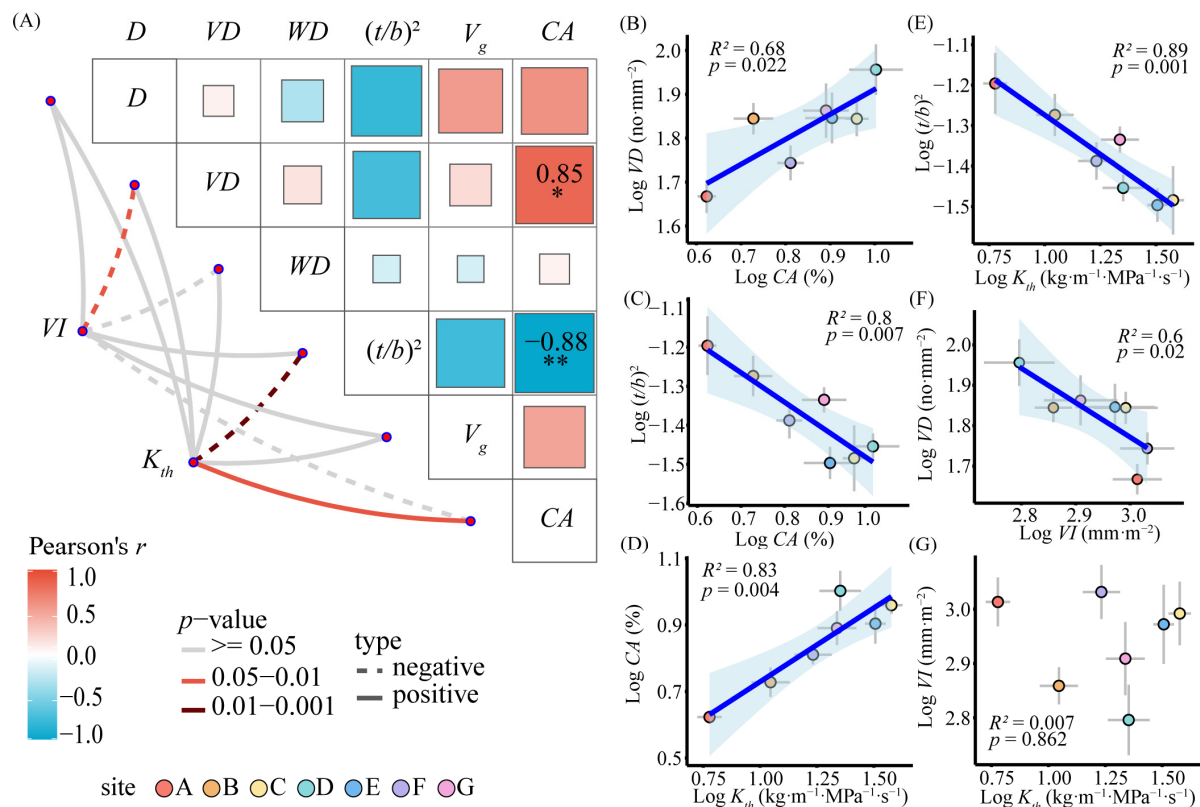 (A)
D VD WD (t/b)² V_g CA
D
VD 0.85
*
WD
VI
(t/b)² −0.88
**
V_g
K_th
CA
Pearson's r
1.0
0.5
0.0
−0.5
−1.0
p−value
>= 0.05
0.05−0.01
0.01−0.001
type
negative
positive
site A B C D E F G
(B)
R² = 0.68
p = 0.022
Log VD (no·mm⁻²)
2.0
1.9
1.8
1.7
1.6
0.6 0.7 0.8 0.9 1.0
Log CA (%)
(C)
R² = 0.8
p = 0.007
Log (t/b)²
−1.1
−1.2
−1.3
−1.4
−1.5
−1.6
0.6 0.7 0.8 0.9 1.0
Log CA (%)
(D)
R² = 0.83
p = 0.004
Log CA (%)
1.1
0.9
0.7
0.5
0.75 1.00 1.25 1.50
Log K_th (kg·m⁻¹·MPa⁻¹·s⁻¹)
(E)
R² = 0.89
p = 0.001
Log (t/b)²
−1.1
−1.2
−1.3
−1.4
−1.5
0.75 1.00 1.25 1.50
Log K_th (kg·m⁻¹·MPa⁻¹·s⁻¹)
(F)
R² = 0.6
p = 0.02
Log VD (no·mm⁻²)
2.0
1.9
1.8
1.7
2.8 2.9 3.0
Log VI (mm·m⁻²)
(G)
R² = 0.007
p = 0.862
Log VI (mm·m⁻²)
3.0
2.9
2.8
0.75 1.00 1.25 1.50
Log K_th (kg·m⁻¹·MPa⁻¹·s⁻¹)